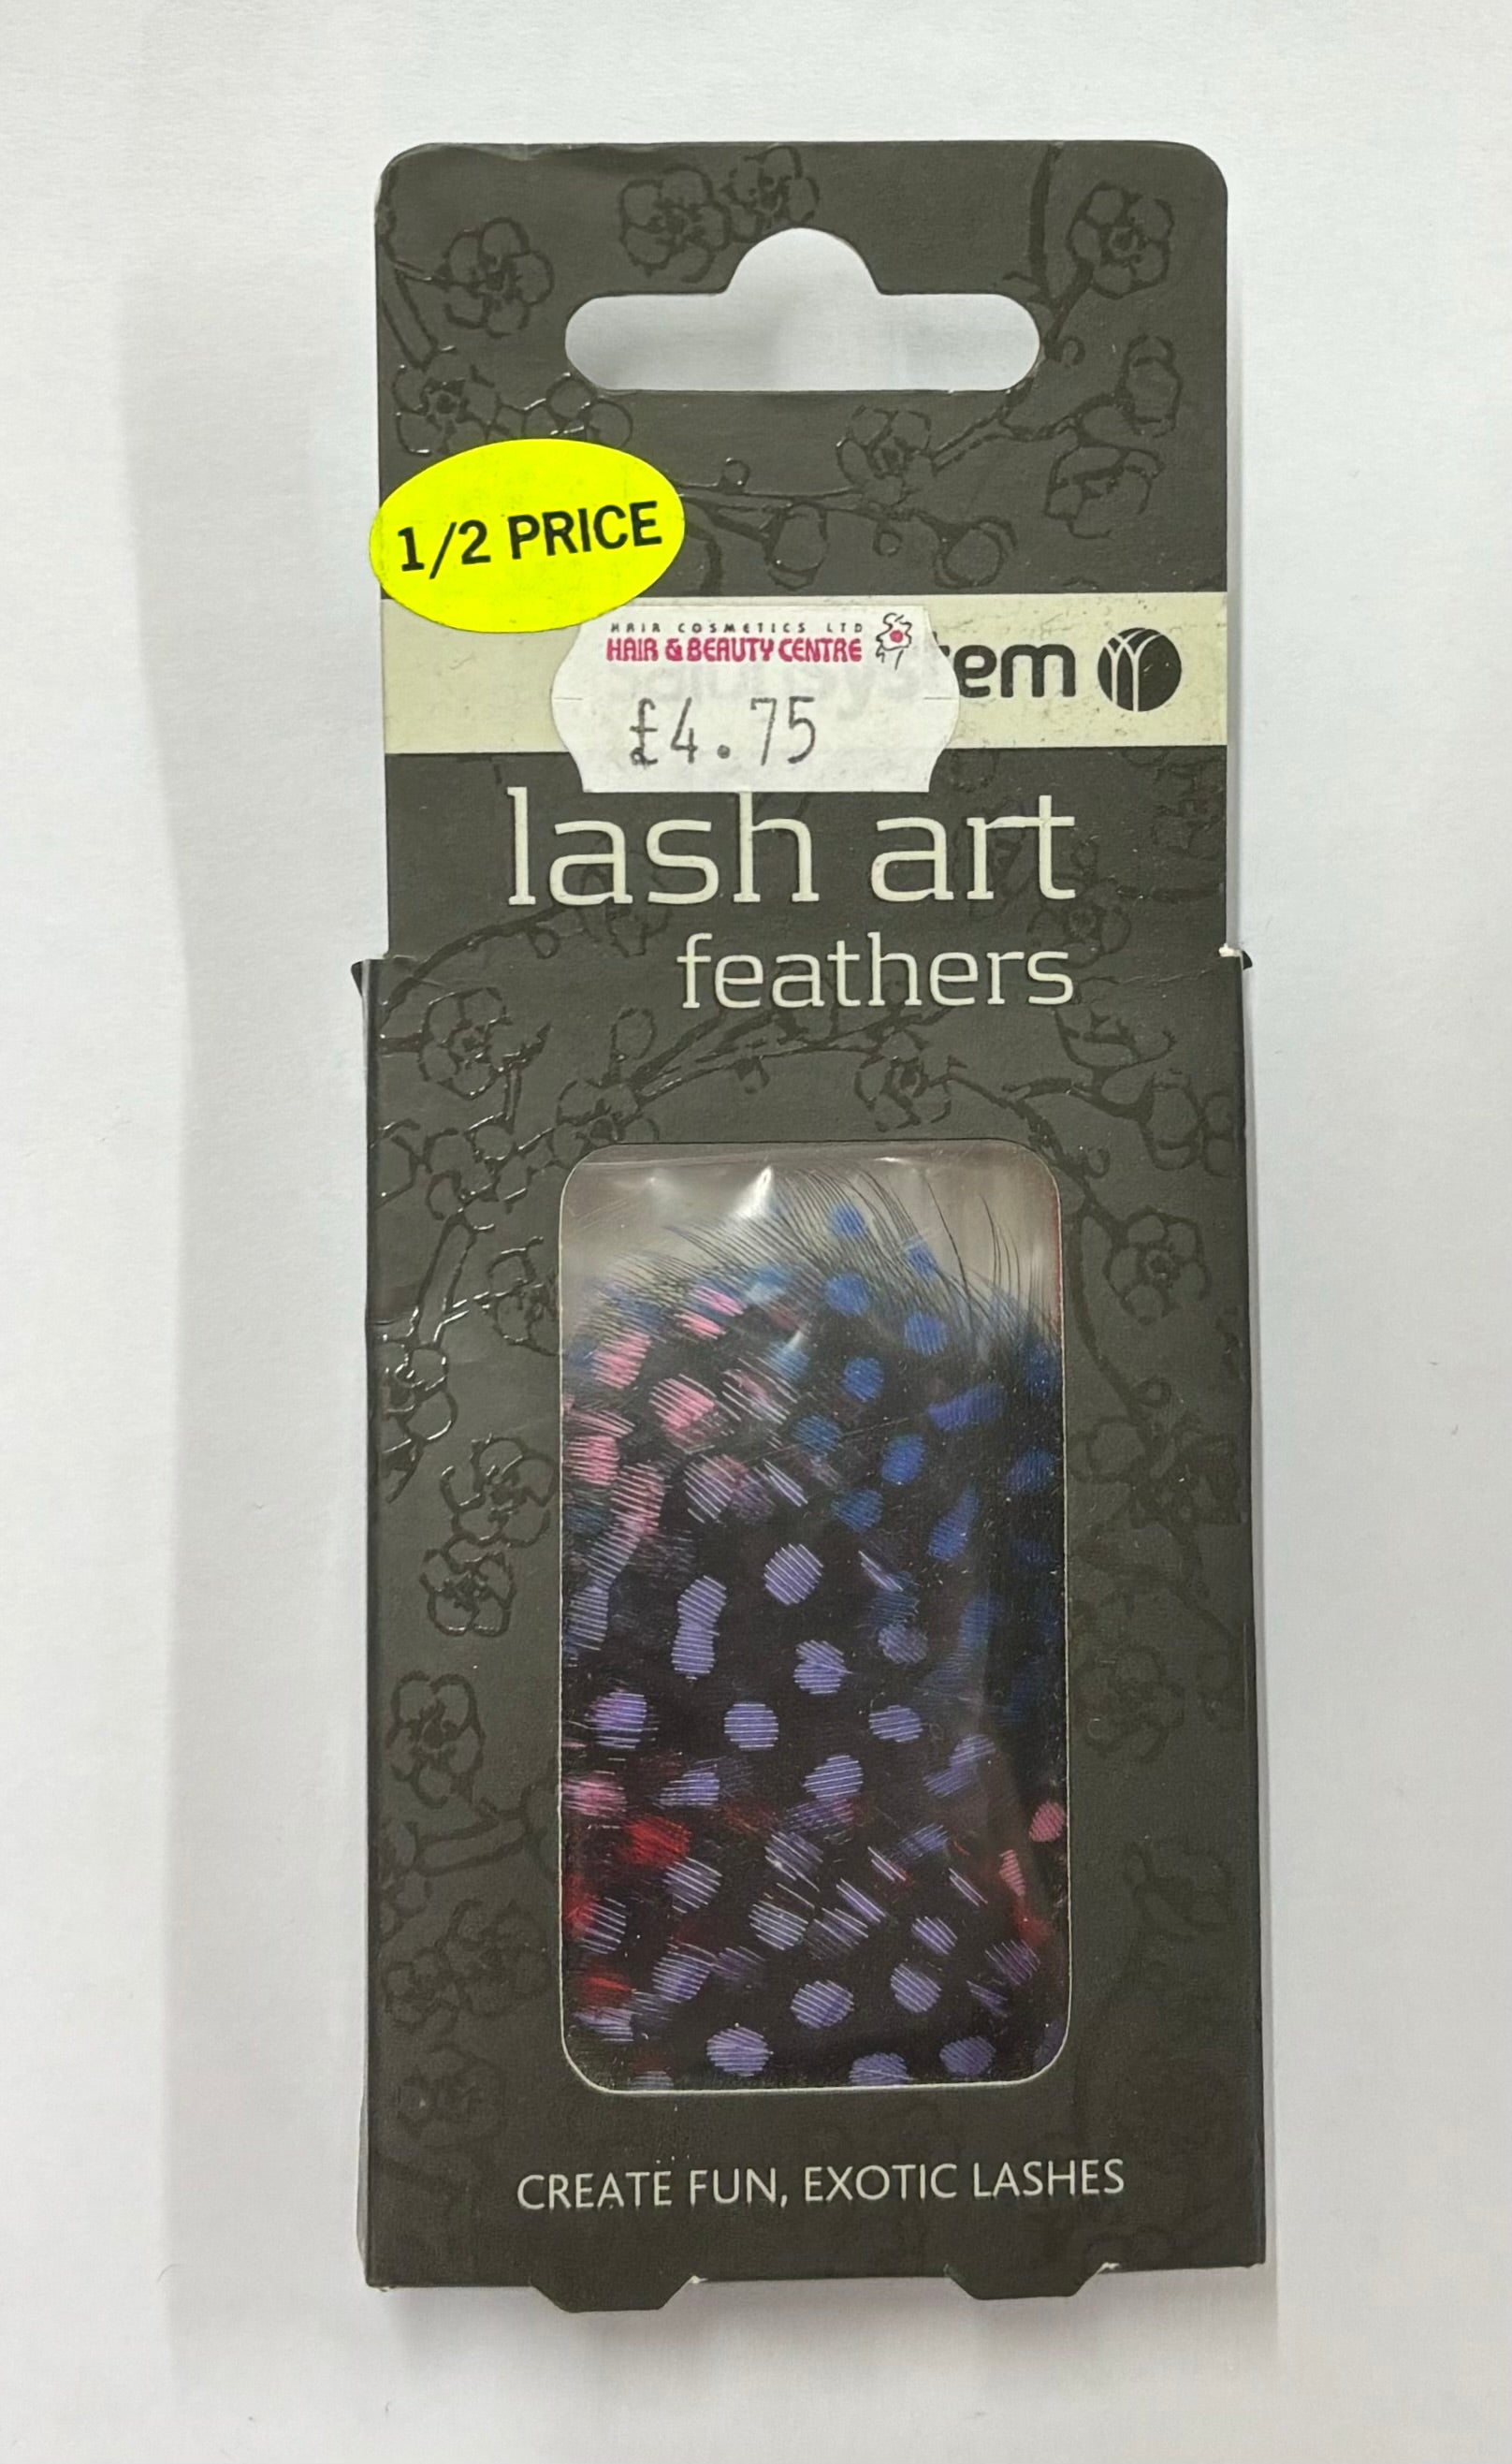 1/2 PRICE
HAIR COSMETICS LTD
HAIR & BEAUTY CENTRE
£4.75
lash art
feathers
CREATE FUN, EXOTIC LASHES